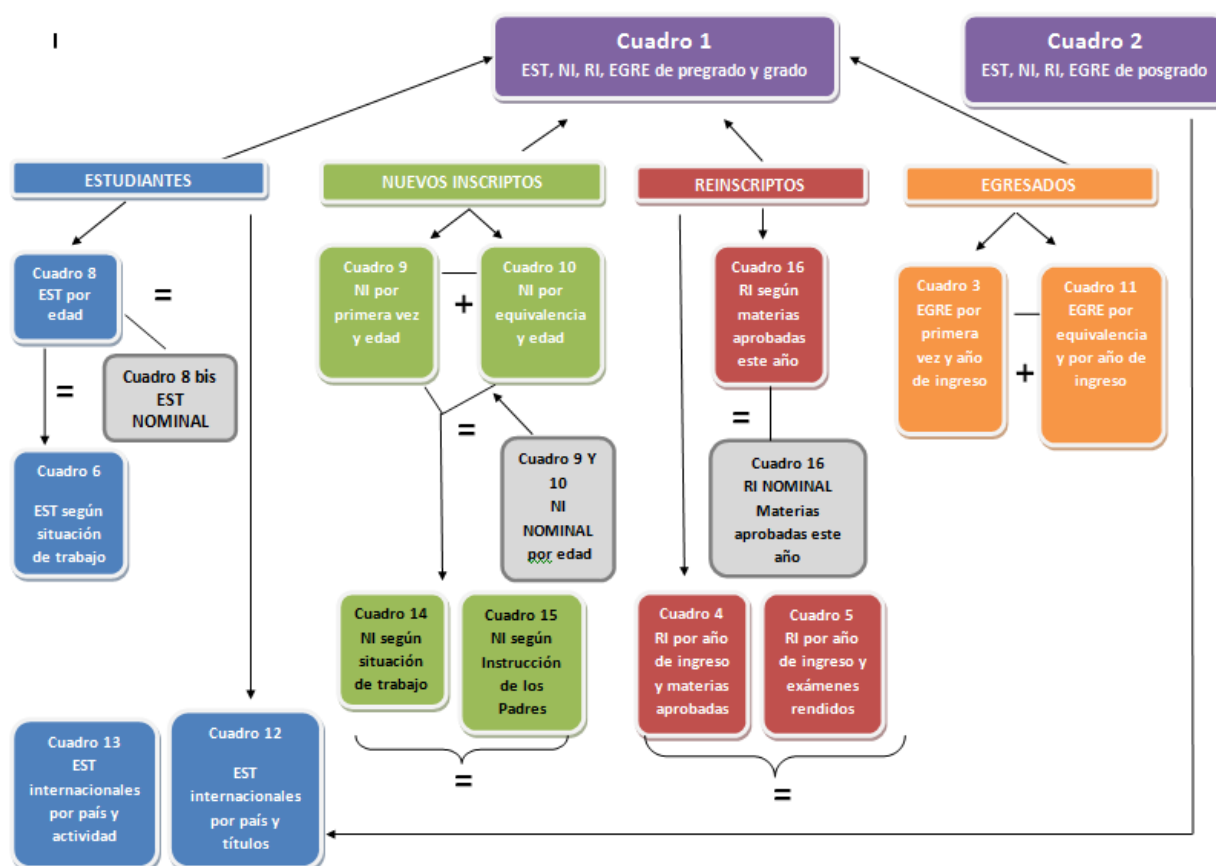 I
Cuadro 1
EST, NI, RI, EGRE de pregrado y grado
Cuadro 2
EST, NI, RI, EGRE de posgrado
ESTUDIANTES
NUEVOS INSCRIPTOS
REINSCRIPTOS
EGRESADOS
Cuadro 8
EST por
edad
=
Cuadro 8 bis
EST
NOMINAL
=
Cuadro 6
EST según
situación
de trabajo
Cuadro 13
EST
internacionales
por país y
actividad
Cuadro 12
EST
internacionales
por país y
títulos
Cuadro 9
NI por
primera vez
y edad
+
Cuadro 10
NI por
equivalencia
y edad
=
Cuadro 9 Y
10
NI
NOMINAL
por edad
Cuadro 14
NI según
situación
de trabajo
Cuadro 15
NI según
Instrucción
de los
Padres
=
Cuadro 16
RI según
materias
aprobadas
este año
=
Cuadro 16
RI NOMINAL
Materias
aprobadas este
año
Cuadro 4
RI por año
de ingreso
y materias
aprobadas
Cuadro 5
RI por año
de ingreso y
exámenes
rendidos
=
Cuadro 3
EGRE por
primera
vez y año
de ingreso
+
Cuadro 11
EGRE por
equivalencia
y por año de
ingreso